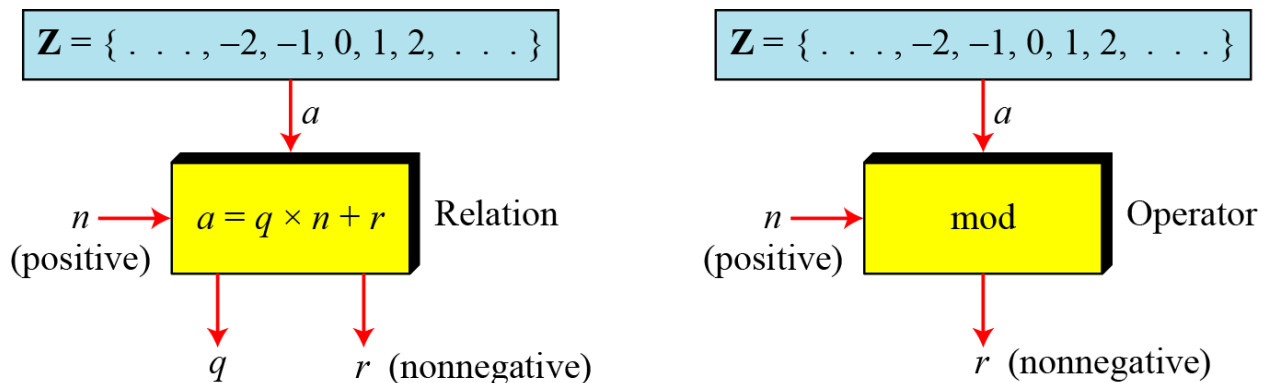 Z = { . . . , –2, –1, 0, 1, 2, . . . }
a
n
(positive)
a = q × n + r
Relation
q
r (nonnegative)
Z = { . . . , –2, –1, 0, 1, 2, . . . }
a
n
(positive)
mod
Operator
r (nonnegative)